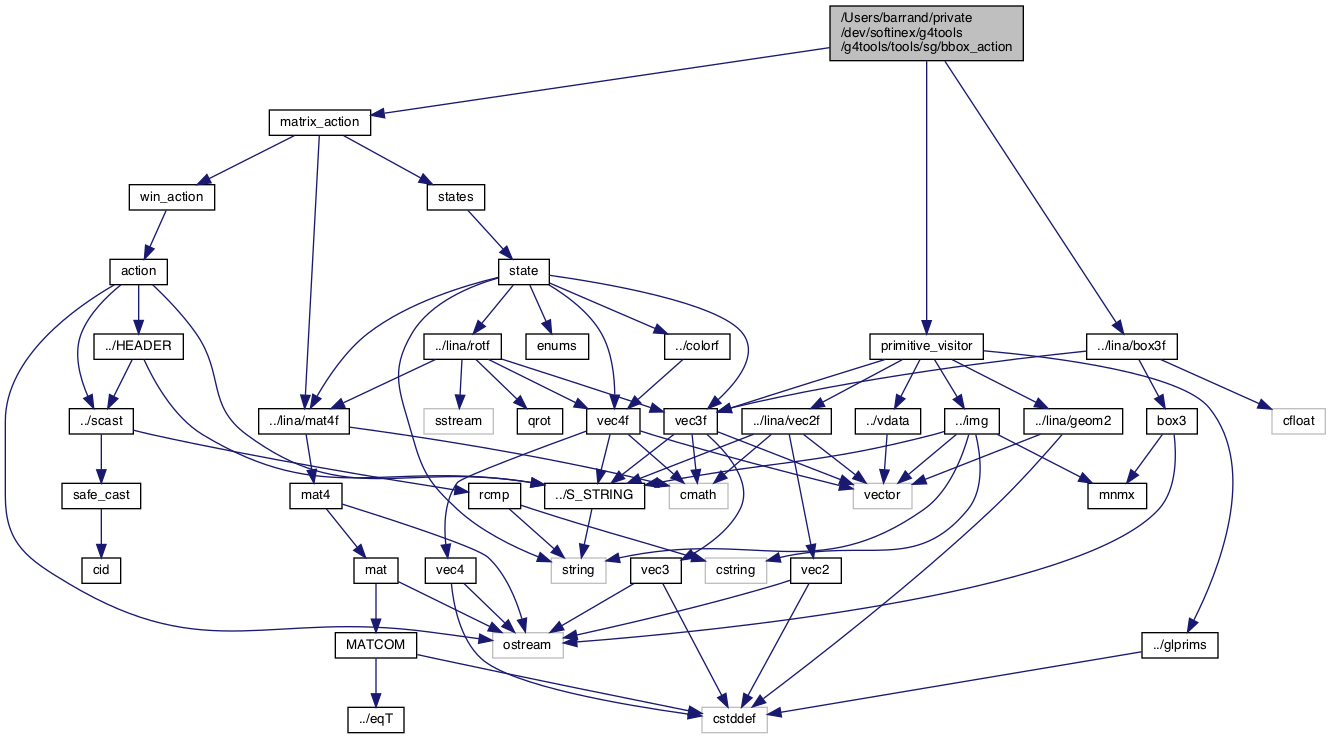 /Users/barrand/private
/dev/softinex/g4tools
/g4tools/tools/sg/bbox_action
matrix_action
win_action
states
action
state
../HEADER
../lina/rotf
enums
../colorf
primitive_visitor
../lina/box3f
../scast
../lina/mat4f
sstream
qrot
vec4f
vec3f
../lina/vec2f
../vdata
../img
../lina/geom2
box3
cfloat
safe_cast
mat4
rcmp
../S_STRING
cmath
vector
mnmx
cid
mat
vec4
string
vec3
cstring
vec2
MATCOM
ostream
../glprims
../eqT
cstddef